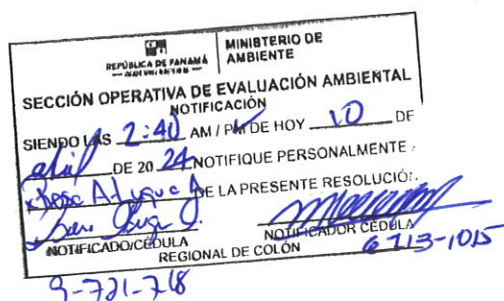 REPÚBLICA DE PANAMÁ
MINISTERIO DE
AMBIENTE
SECCIÓN OPERATIVA DE EVALUACIÓN AMBIENTAL
NOTIFICACIÓN
SIENDO LAS 2:40 AM / PM DE HOY 10 DE
abril DE 20 24 NOTIFIQUE PERSONALMENTE
DE LA PRESENTE RESOLUCIÓN
NOTIFICADO/CÉDULA NOTIFICADOR CÉDULA
REGIONAL DE COLÓN 6 713-1015
9-721-718